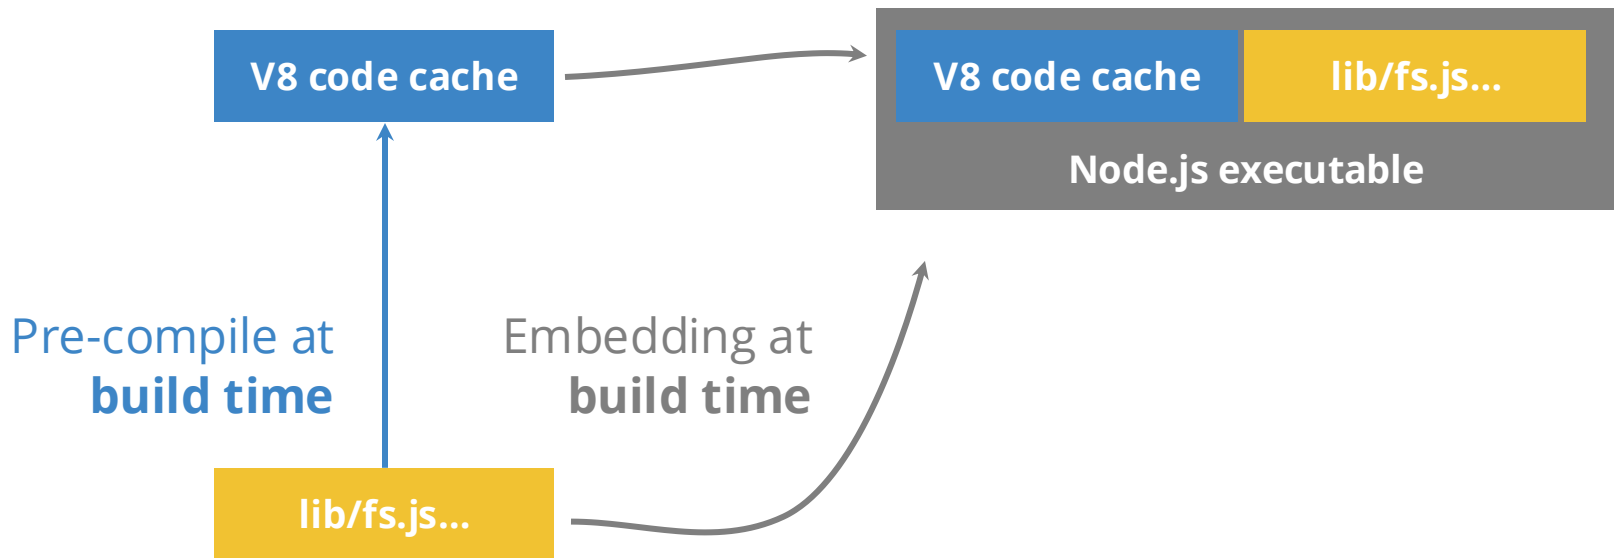 V8 code cache
V8 code cache
lib/fs.js...
Node.js executable
Pre-compile at
build time
Embedding at
build time
lib/fs.js...